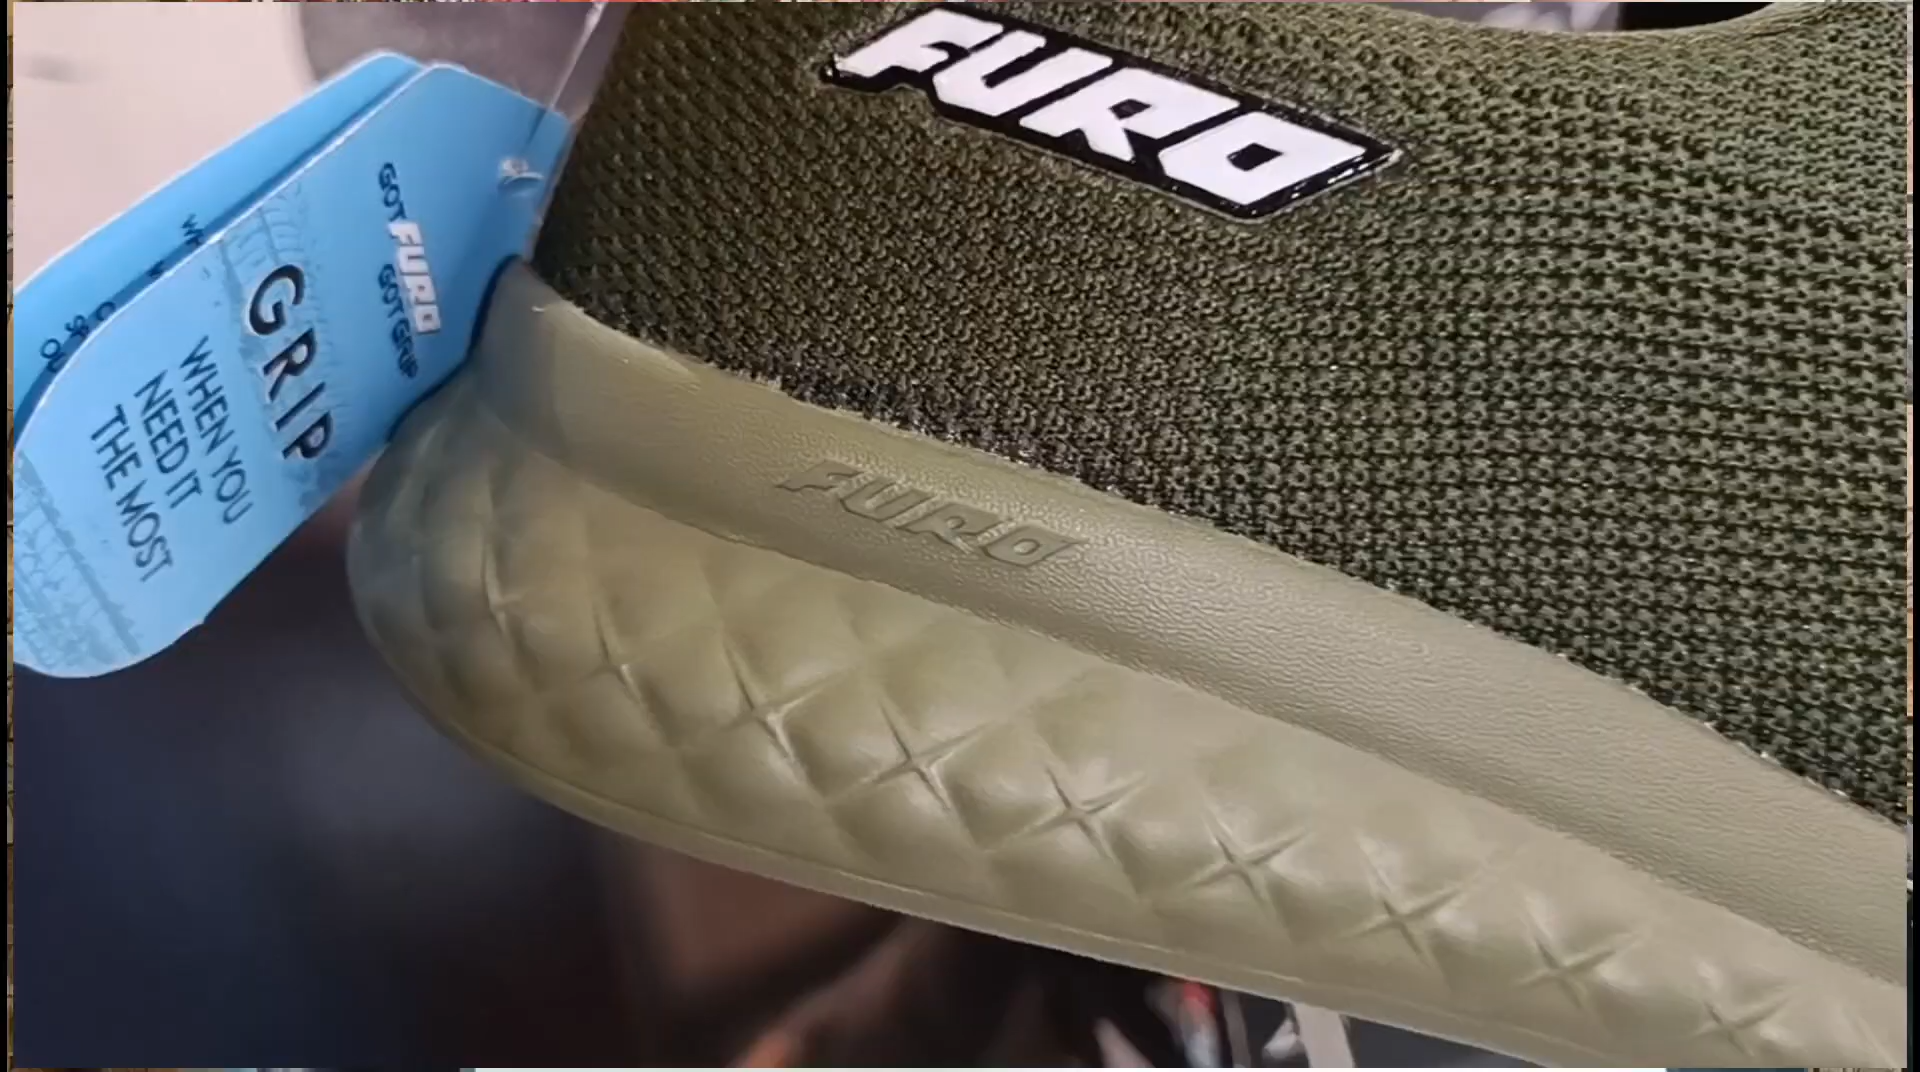 FURO
GOT FURO
GOT GRIP
GRIP
WHEN YOU
NEED IT
THE MOST
FURO